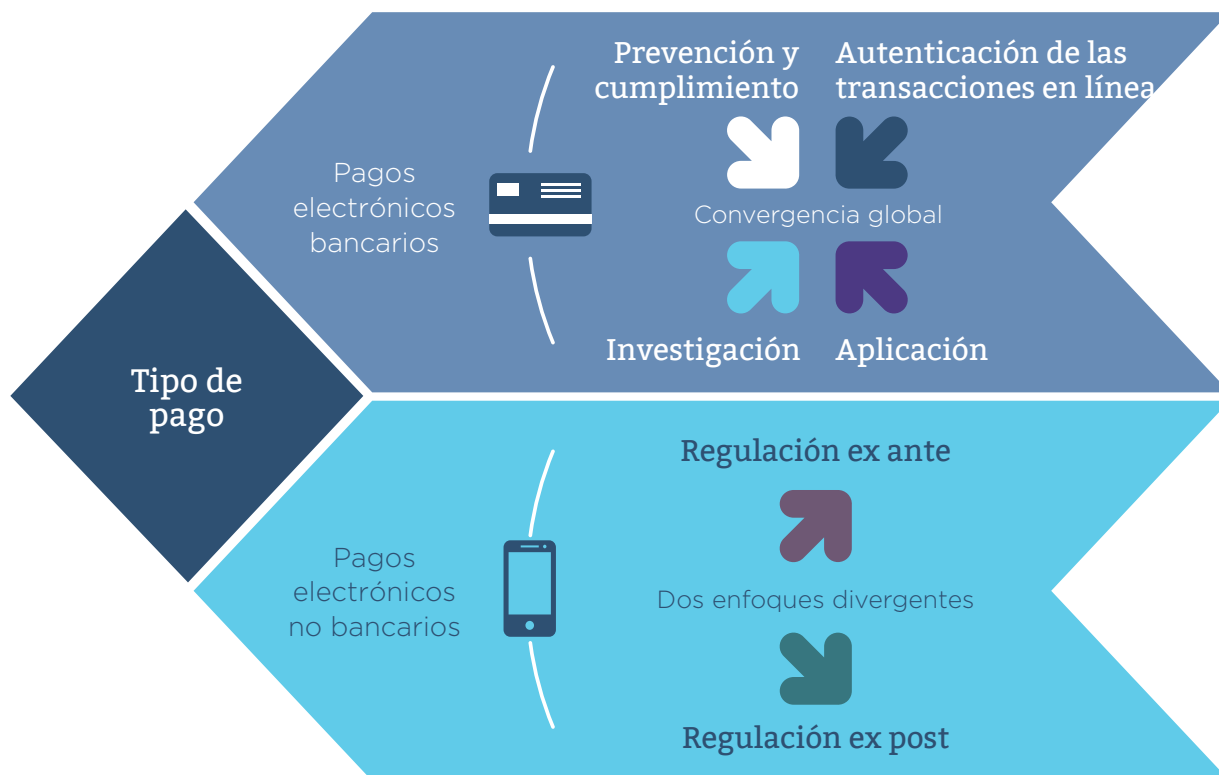 Tipo de
pago
Pagos
electrónicos
bancarios
Prevención y
cumplimiento
Autenticación de las
transacciones en línea
Convergencia global
Investigación
Aplicación
Pagos
electrónicos
no bancarios
Regulación ex ante
Dos enfoques divergentes
Regulación ex post